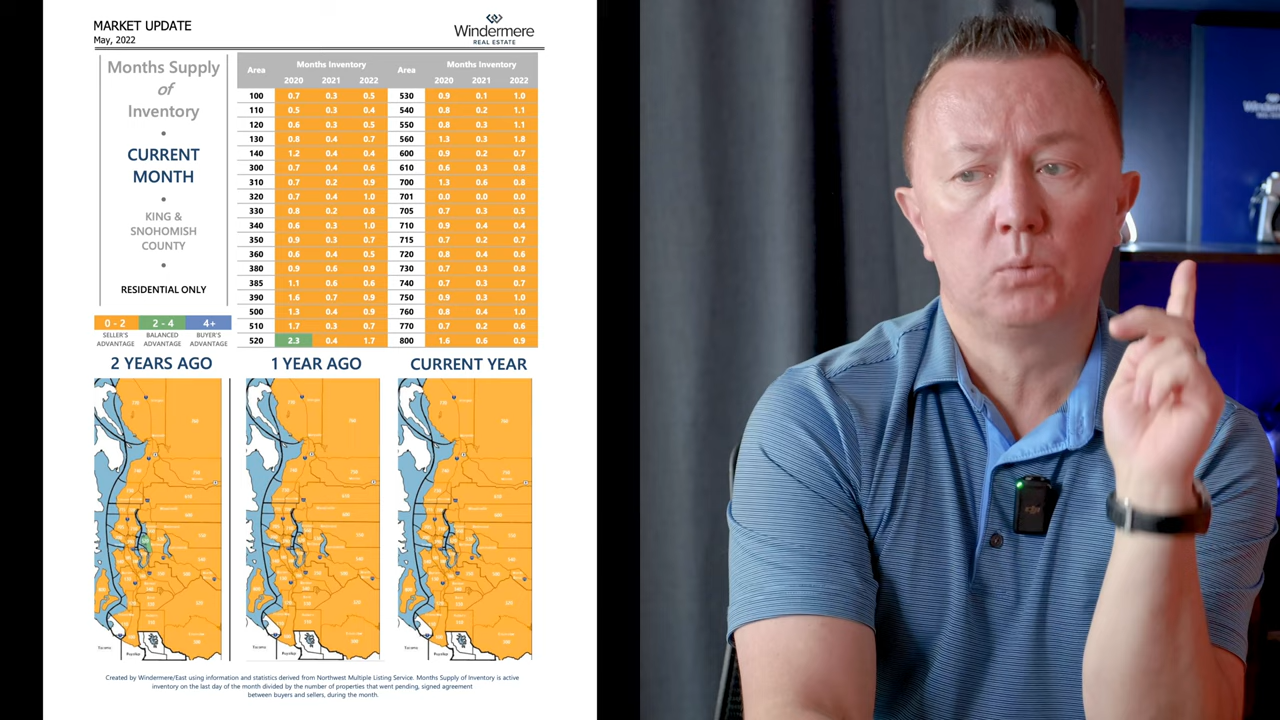 MARKET UPDATE
May, 2022
Windermere
REAL ESTATE
Months Supply
of
Inventory
•
CURRENT
MONTH
•
KING &
SNOHOMISH
COUNTY
•
RESIDENTIAL ONLY
0 - 2 2 - 4 4+
SELLER'S BALANCED BUYER'S
ADVANTAGE ADVANTAGE ADVANTAGE
Area Months Inventory Area Months Inventory
2020 2021 2022 2020 2021 2022
100 0.7 0.3 0.5 530 0.9 0.1 1.0
110 0.5 0.3 0.4 540 0.8 0.2 1.1
120 0.6 0.3 0.5 550 0.8 0.3 1.1
130 0.8 0.4 0.7 560 1.3 0.3 1.8
140 1.2 0.4 0.4 600 0.9 0.2 0.7
300 0.7 0.4 0.6 610 0.6 0.3 0.8
310 0.7 0.2 0.9 700 1.3 0.6 0.8
320 0.7 0.4 1.0 701 0.0 0.0 0.0
330 0.8 0.2 0.8 705 0.7 0.3 0.5
340 0.6 0.3 1.0 710 0.9 0.4 0.4
350 0.9 0.3 0.7 715 0.7 0.2 0.7
360 0.6 0.4 0.5 720 0.8 0.4 0.6
380 0.9 0.6 0.9 730 0.7 0.3 0.8
385 1.1 0.6 0.6 740 0.7 0.3 0.7
390 1.6 0.7 0.9 750 0.9 0.3 1.0
500 1.3 0.4 0.9 760 0.8 0.4 1.0
510 1.7 0.3 0.7 770 0.7 0.2 0.6
520 2.3 0.4 1.7 800 1.6 0.6 0.9
2 YEARS AGO 1 YEAR AGO CURRENT YEAR
Created by Windermere/East using information and statistics derived from Northwest Multiple Listing Service. Months Supply of Inventory is active
inventory on the last day of the month divided by the number of properties that went pending, signed agreement
between buyers and sellers, during the month.